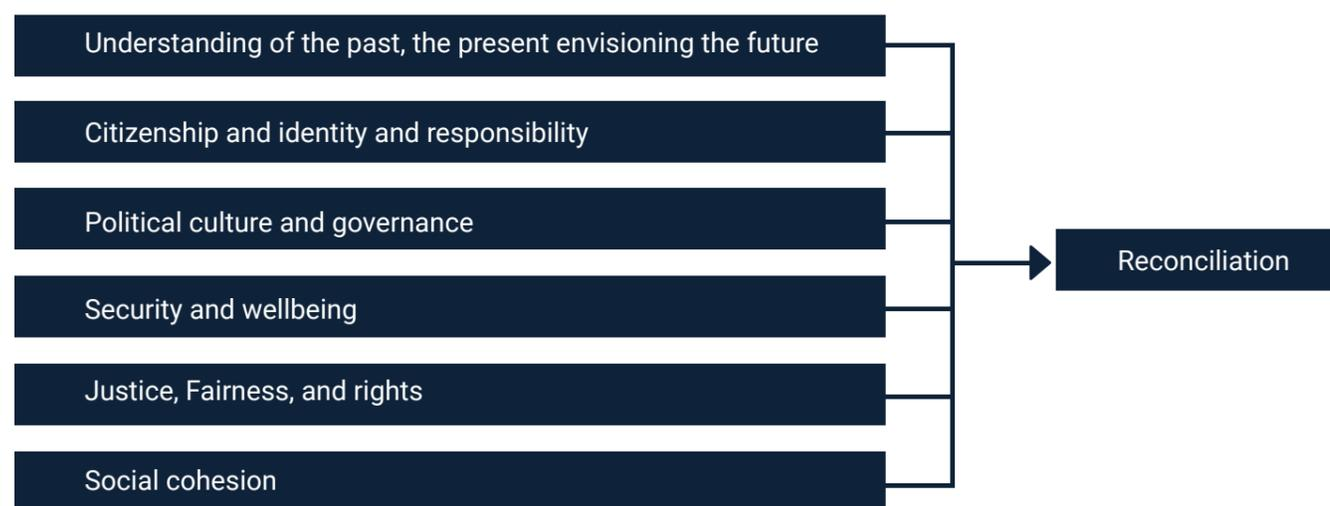 Understanding of the past, the present envisioning the future
Citizenship and identity and responsibility
Political culture and governance
Security and wellbeing
Justice, Fairness, and rights
Social cohesion
Reconciliation